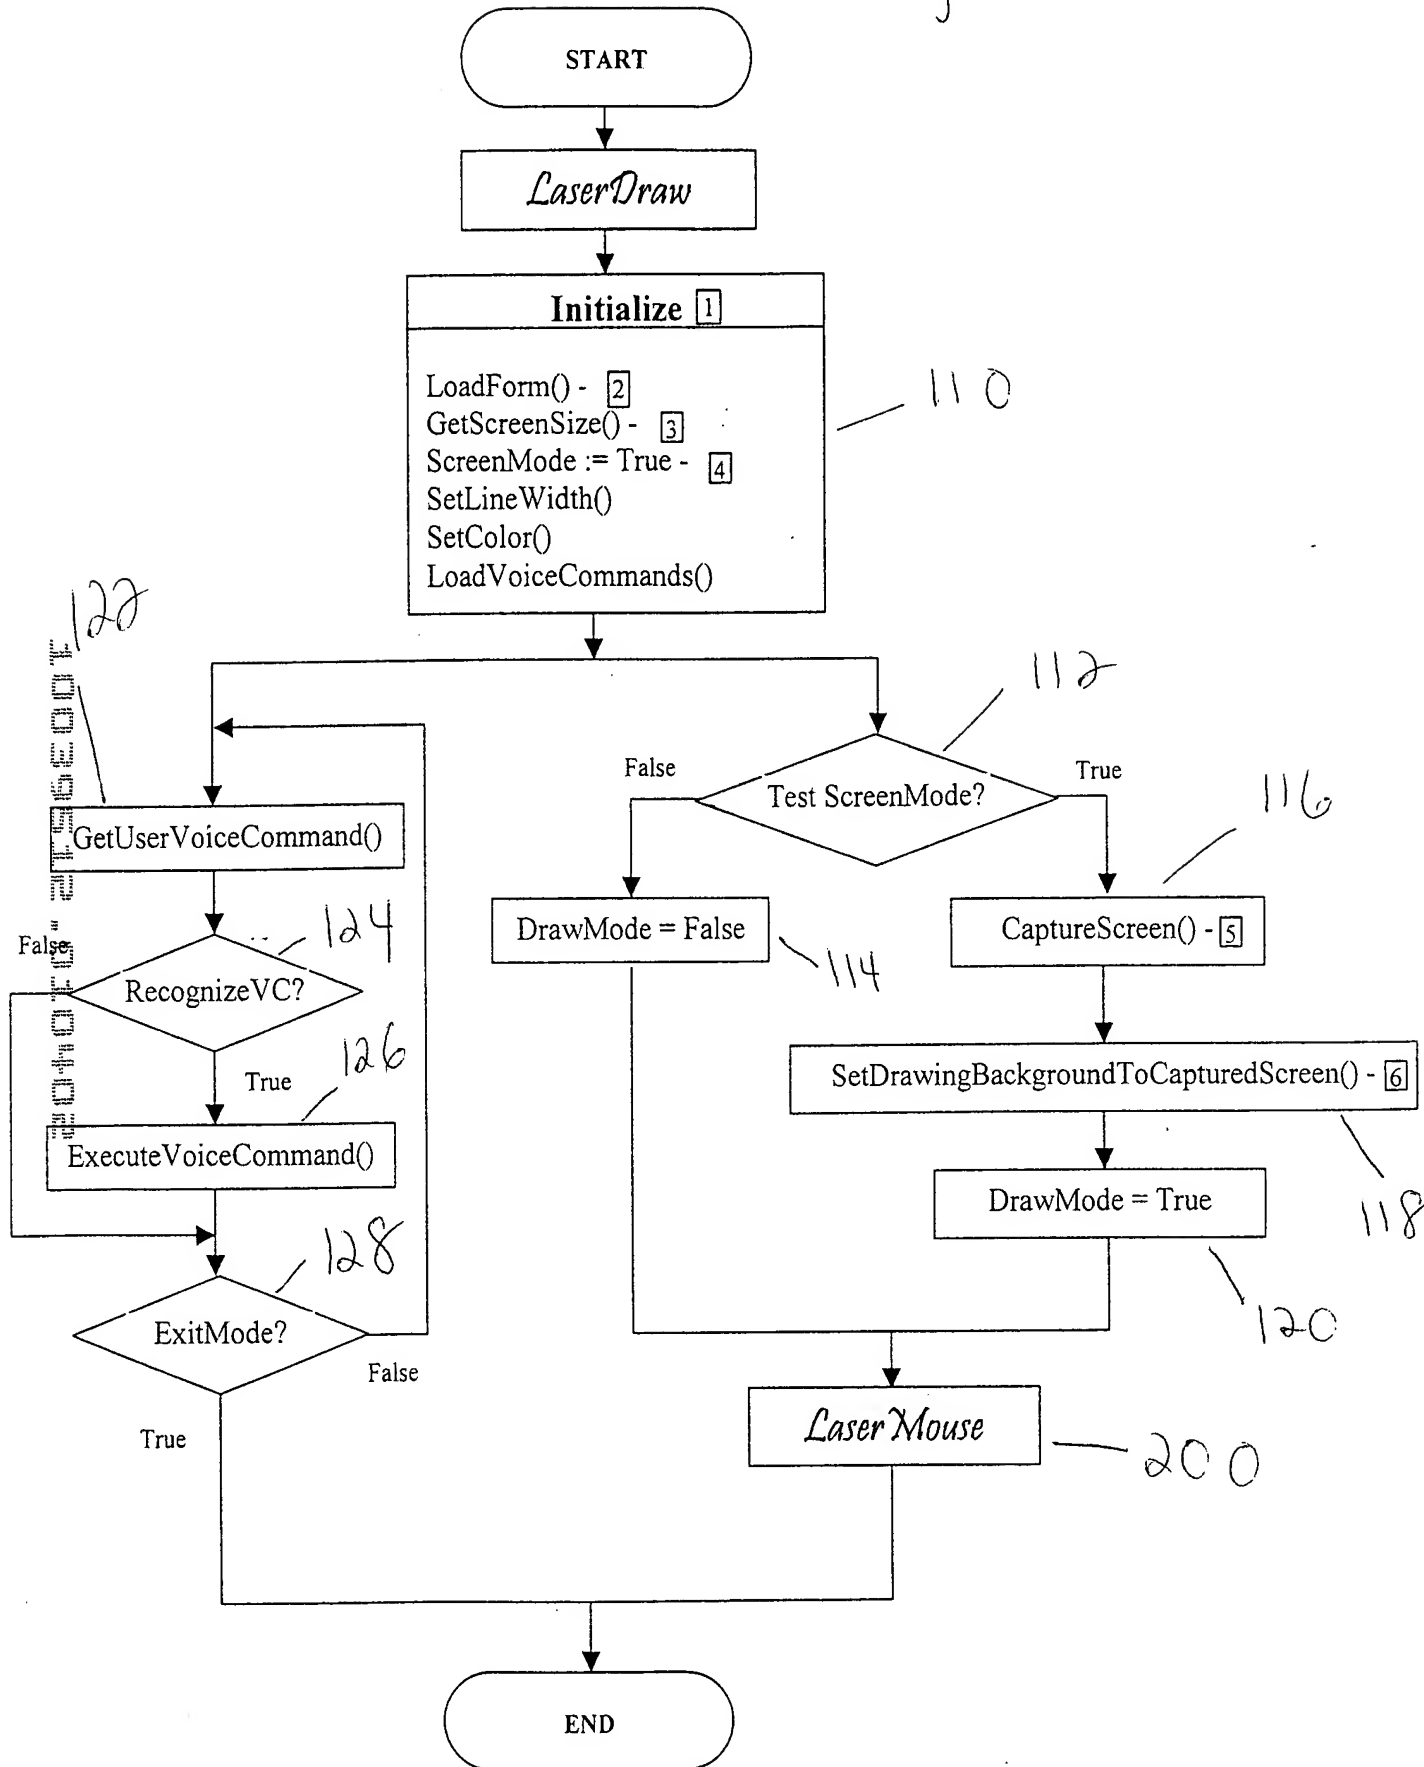 START
LaserDraw
Initialize 1
LoadForm() - 2
GetScreenSize() - 3
ScreenMode := True - 4
SetLineWidth()
SetColor()
LoadVoiceCommands()
110
122
112
False
Test ScreenMode?
True
116
GetUserVoiceCommand()
DrawMode = False
114
CaptureScreen() - 5
False
124
RecognizeVC?
True
126
SetDrawingBackgroundToCapturedScreen() - 6
118
ExecuteVoiceCommand()
DrawMode = True
120
128
ExitMode?
False
True
LaserMouse
200
END